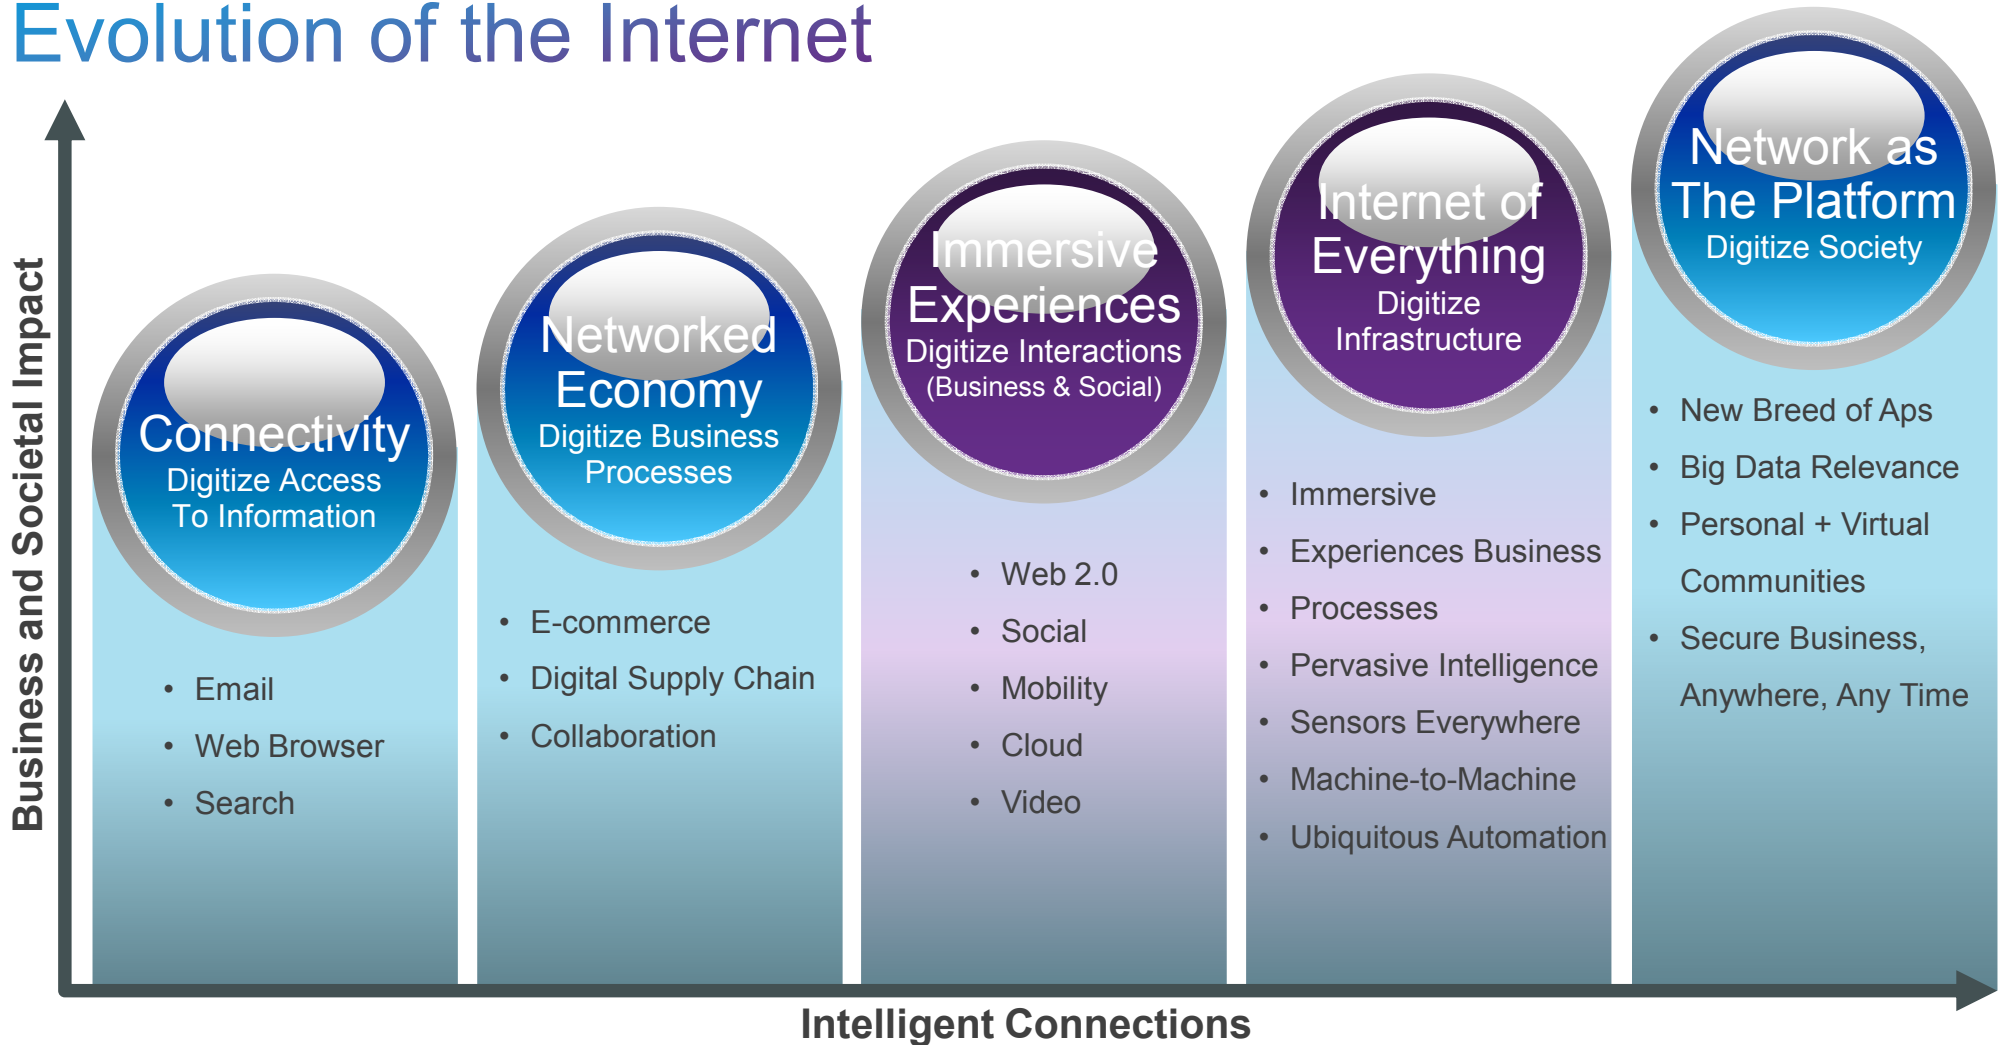 Evolution of the Internet
Business and Societal Impact
Connectivity
Digitize Access
To Information
• Email
• Web Browser
• Search
Networked
Economy
Digitize Business
Processes
• E-commerce
• Digital Supply Chain
• Collaboration
Immersive
Experiences
Digitize Interactions
(Business & Social)
• Web 2.0
• Social
• Mobility
• Cloud
• Video
Internet of
Everything
Digitize
Infrastructure
• Immersive
• Experiences Business
• Processes
• Pervasive Intelligence
• Sensors Everywhere
• Machine-to-Machine
• Ubiquitous Automation
Network as
The Platform
Digitize Society
• New Breed of Aps
• Big Data Relevance
• Personal + Virtual
Communities
• Secure Business,
Anywhere, Any Time
Intelligent Connections